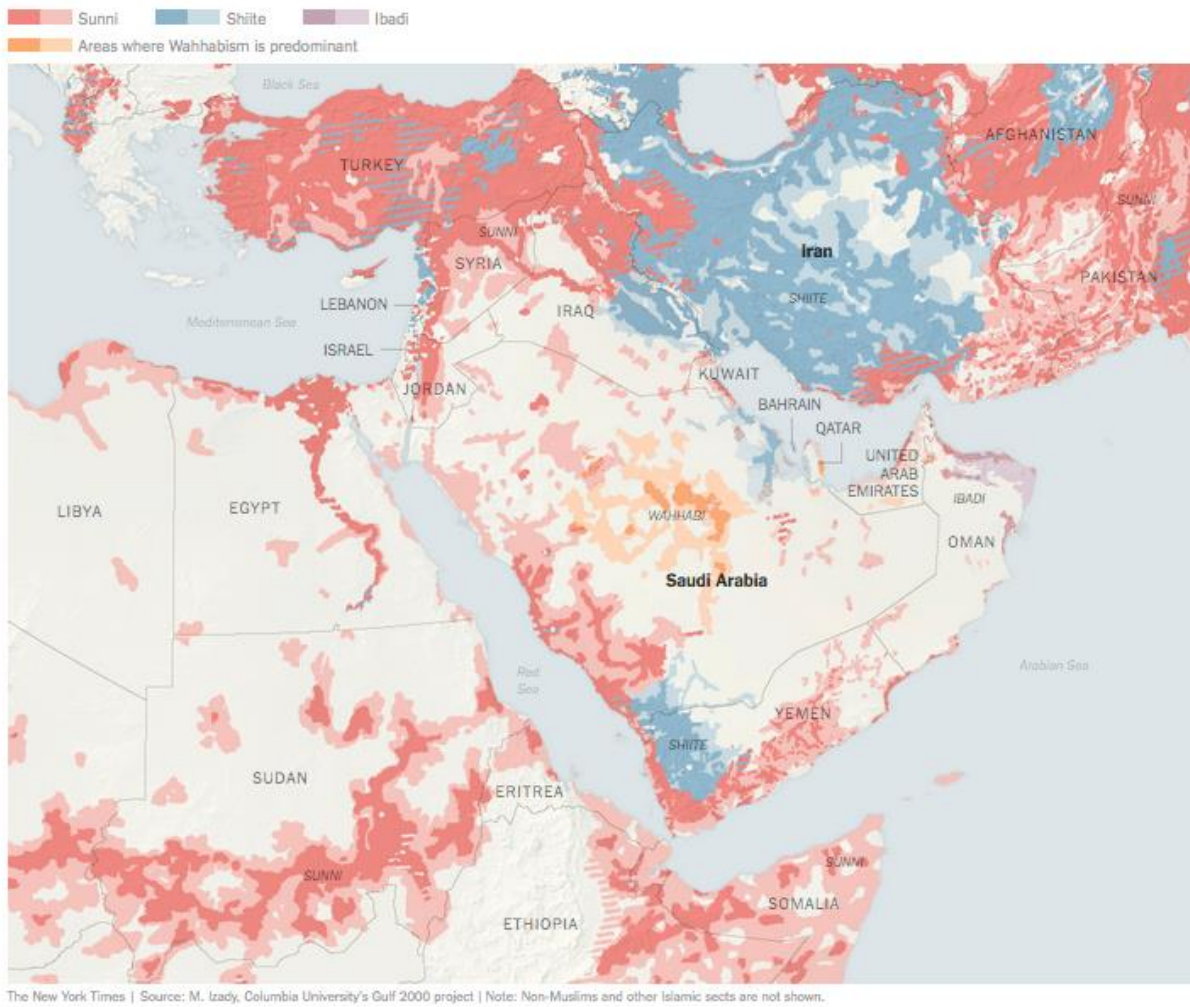 Sunni Shiite Ibadi
Areas where Wahhabism is predominant
Black Sea
TURKEY
AFGHANISTAN
SUNNI
SUNNI
SYRIA
Iran
PAKISTAN
LEBANON
SHIITE
Mediterranean Sea
IRAQ
ISRAEL
KUWAIT
JORDAN
BAHRAIN
QATAR
UNITED
ARAB
EMIRATES
LIBYA
EGYPT
WAHHABI
IBADI
OMAN
Saudi Arabia
Red
Sea
Arabian Sea
YEMEN
SHIITE
SUDAN
ERITREA
SUNNI
SUNNI
SOMALIA
ETHIOPIA
The New York Times | Source: M. Izady, Columbia University's Gulf 2000 project | Note: Non-Muslims and other Islamic sects are not shown.